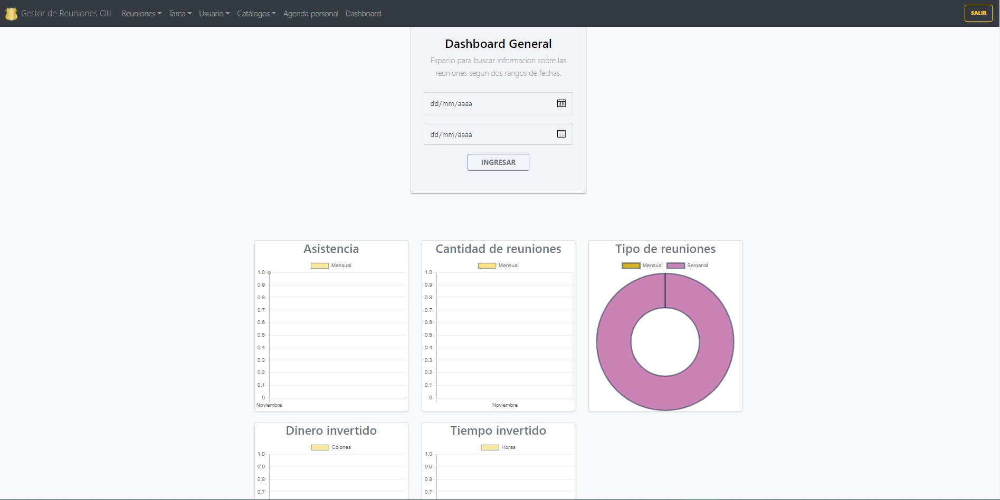 Gestor de Reuniones OIJ Reuniones Tarea Usuario Catálogos Agenda personal Dashboard SALIR
Dashboard General
Espacio para buscar informacion sobre las
reuniones segun dos rangos de fechas.
dd/mm/aaaa
dd/mm/aaaa
INGRESAR
Asistencia
Mensual
1.0
0.9
0.8
0.7
0.6
0.5
0.4
0.3
0.2
0.1
0
Noviembre
Cantidad de reuniones
Mensual
1.0
0.9
0.8
0.7
0.6
0.5
0.4
0.3
0.2
0.1
0
Noviembre
Tipo de reuniones
Mensual Semanal
Dinero invertido
Colones
1.0
0.9
0.8
0.7
Tiempo invertido
Horas
1.0
0.9
0.8
0.7